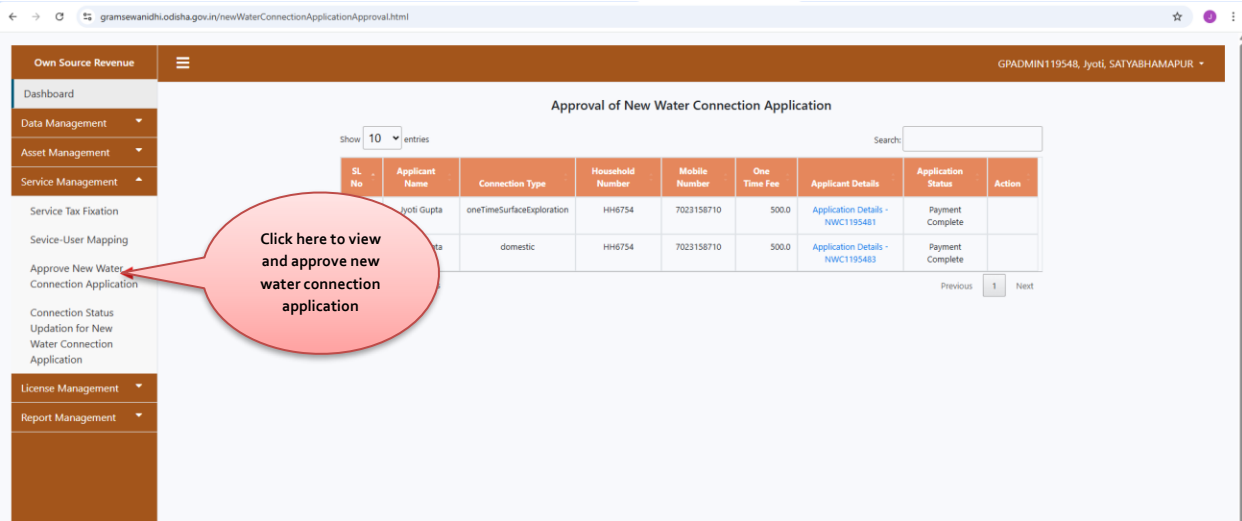 gramsewanidhi.odisha.gov.in/newWaterConnectionApplicationApproval.html
J
Own Source Revenue
GPADMIN119548, Jyoti, SATYABHAMAPUR
Dashboard
Data Management
Asset Management
Service Management
Service Tax Fixation
Sevice-User Mapping
Approve New Water
Connection Application
Connection Status
Updation for New
Water Connection
Application
License Management
Report Management
Approval of New Water Connection Application
Show 10 entries
Search:
SL No Applicant Name Connection Type Household Number Mobile Number One Time Fee Applicant Details Application Status Action
Jyoti Gupta oneTimeSurfaceExploration HH6754 7023158710 500.0 Application Details - NWC1195481 Payment Complete
domestic HH6754 7023158710 500.0 Application Details - NWC1195483 Payment Complete
Previous 1 Next
Click here to view
and approve new
water connection
application